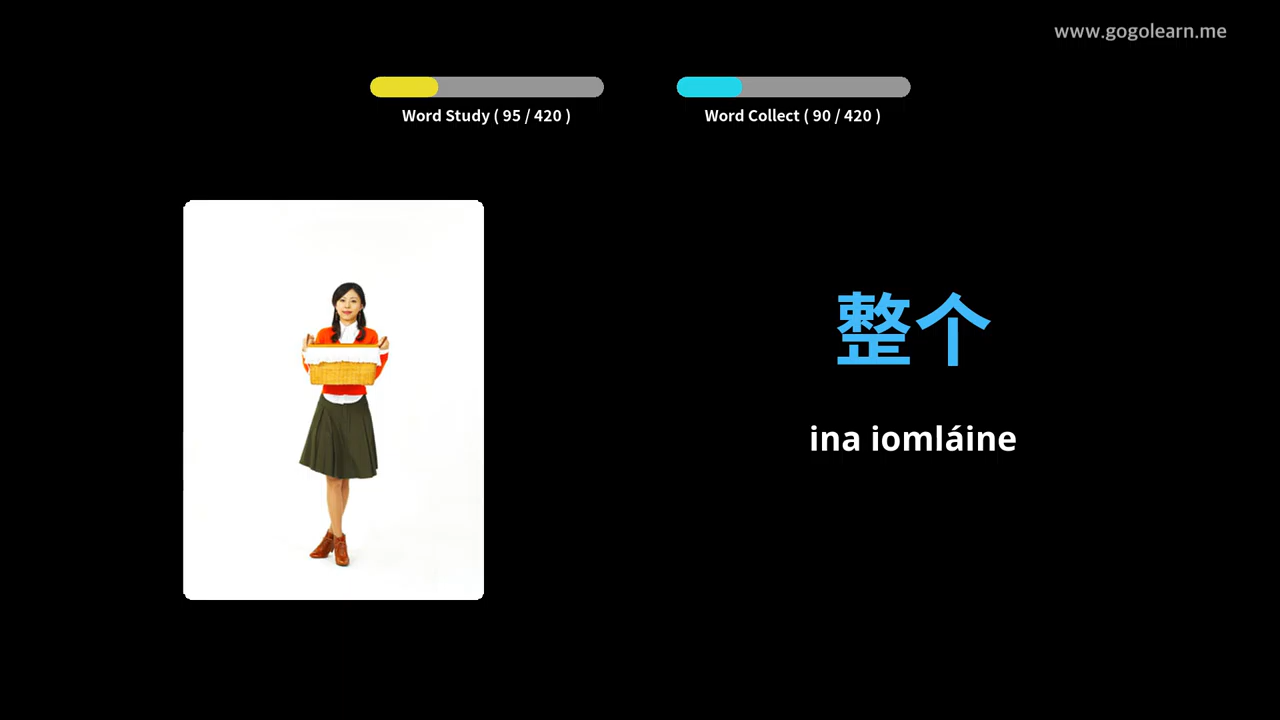 www.gogolearn.me
Word Study ( 95 / 420 )
Word Collect ( 90 / 420 )
整个
ina iomláine